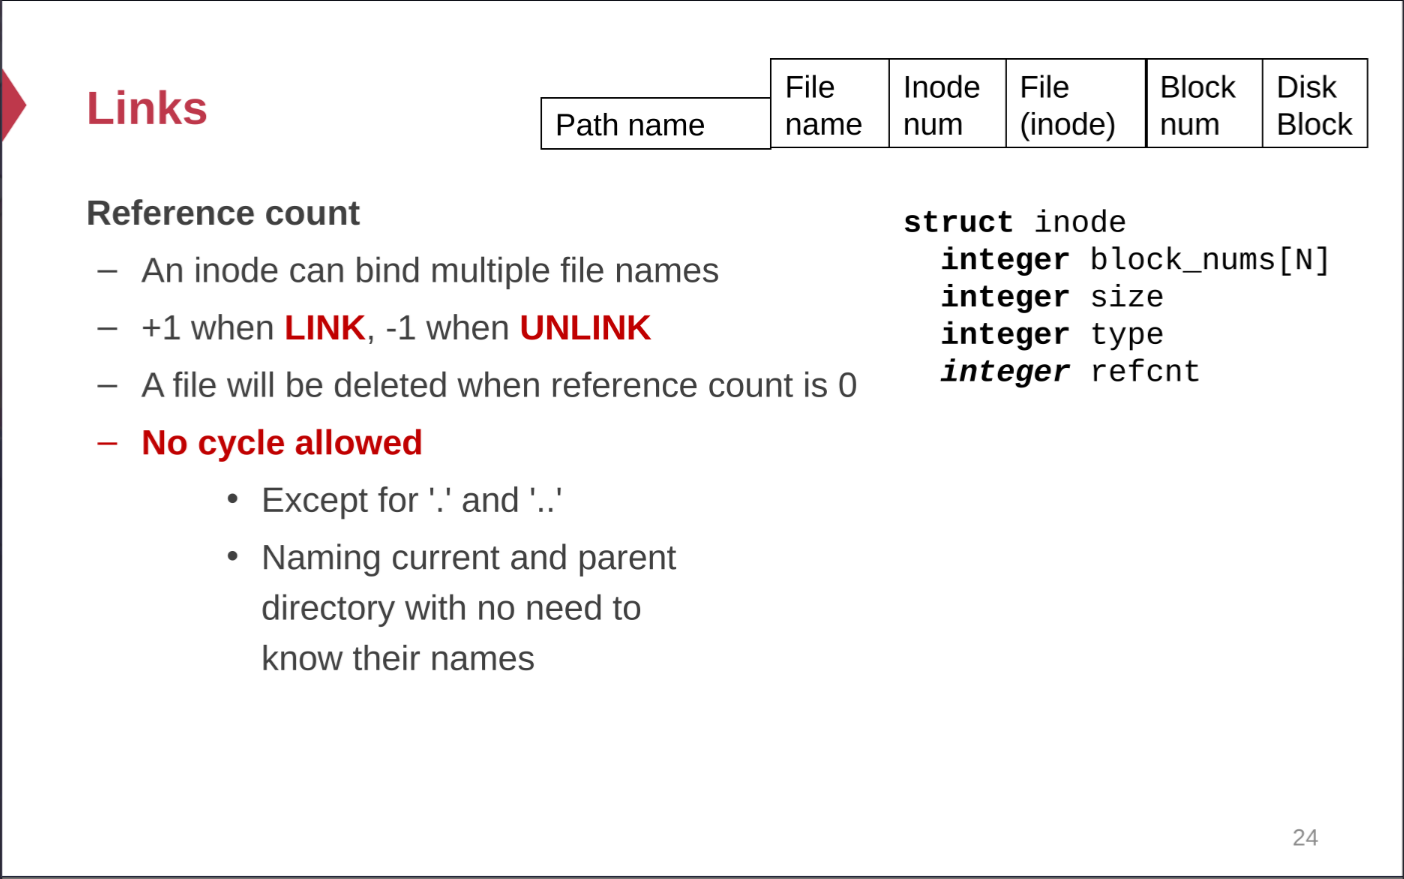 Links
Path name
File name
Inode num
File (inode)
Block num
Disk Block
Reference count
– An inode can bind multiple file names
– +1 when LINK, -1 when UNLINK
– A file will be deleted when reference count is 0
– No cycle allowed
• Except for '.' and '..'
• Naming current and parent
directory with no need to
know their names
struct inode
integer block_nums[N]
integer size
integer type
integer refcnt
24